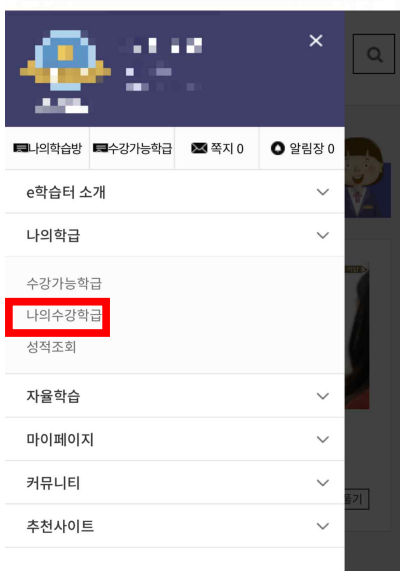 나의학습방 수강가능학급 쪽지 0 알림장 0
e학습터 소개
나의학급
수강가능학급
나의수강학급
성적조회
자율학습
마이페이지
커뮤니티
추천사이트